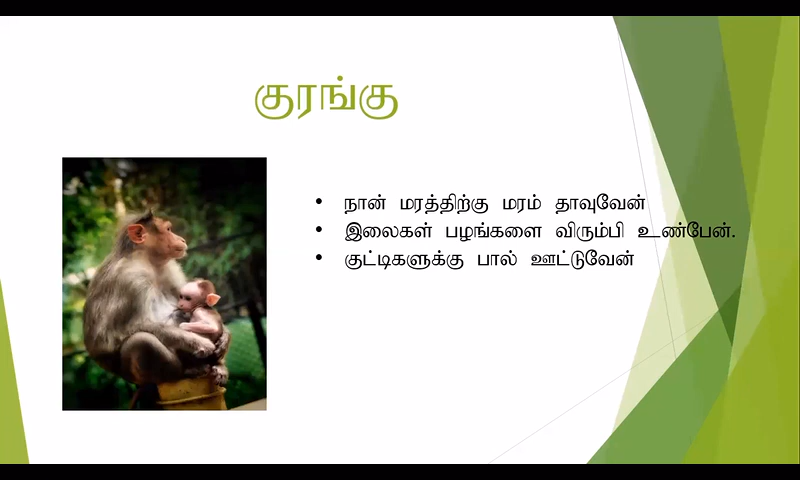 குரங்கு
• நான் மரத்திற்கு மரம் தாவுவேன்
• இலைகள் பழங்களை விரும்பி உண்பேன்.
• குட்டிகளுக்கு பால் ஊட்டுவேன்